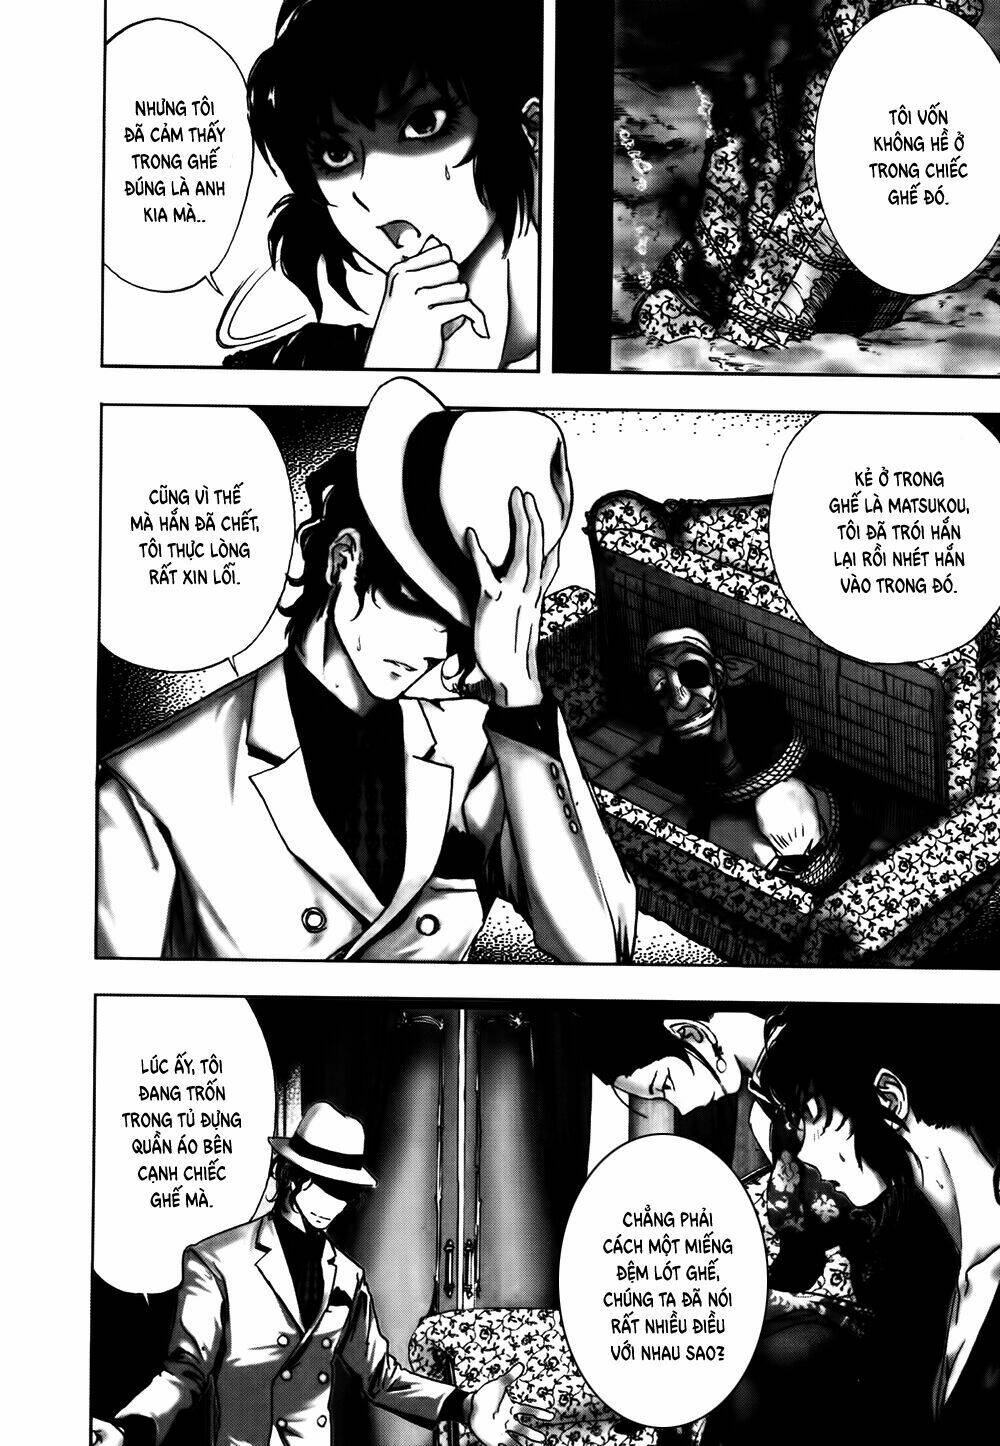 TÔI VỐN
KHÔNG HỀ Ở
TRONG CHIẾC
GHẾ ĐÓ.
NHƯNG TÔI
ĐÃ CẢM THẤY
TRONG GHẾ
ĐÚNG LÀ ANH
KIA MÀ..
KẺ Ở TRONG
GHẾ LÀ MATSUKOU,
TÔI ĐÃ TRÓI HẮN
LẠI RỒI NHÉT HẮN
VÀO TRONG ĐÓ.
CŨNG VÌ THẾ
MÀ HẮN ĐÃ CHẾT,
TÔI THỰC LÒNG
RẤT XIN LỖI.
CHẲNG PHẢI
CÁCH MỘT MIẾNG
ĐỆM LÓT GHẾ,
CHÚNG TA ĐÃ NÓI
RẤT NHIỀU ĐIỀU
VỚI NHAU SAO?
LÚC ẤY, TÔI
ĐANG TRỐN
TRONG TỦ ĐỰNG
QUẦN ÁO BÊN
CẠNH CHIẾC
GHẾ MÀ.